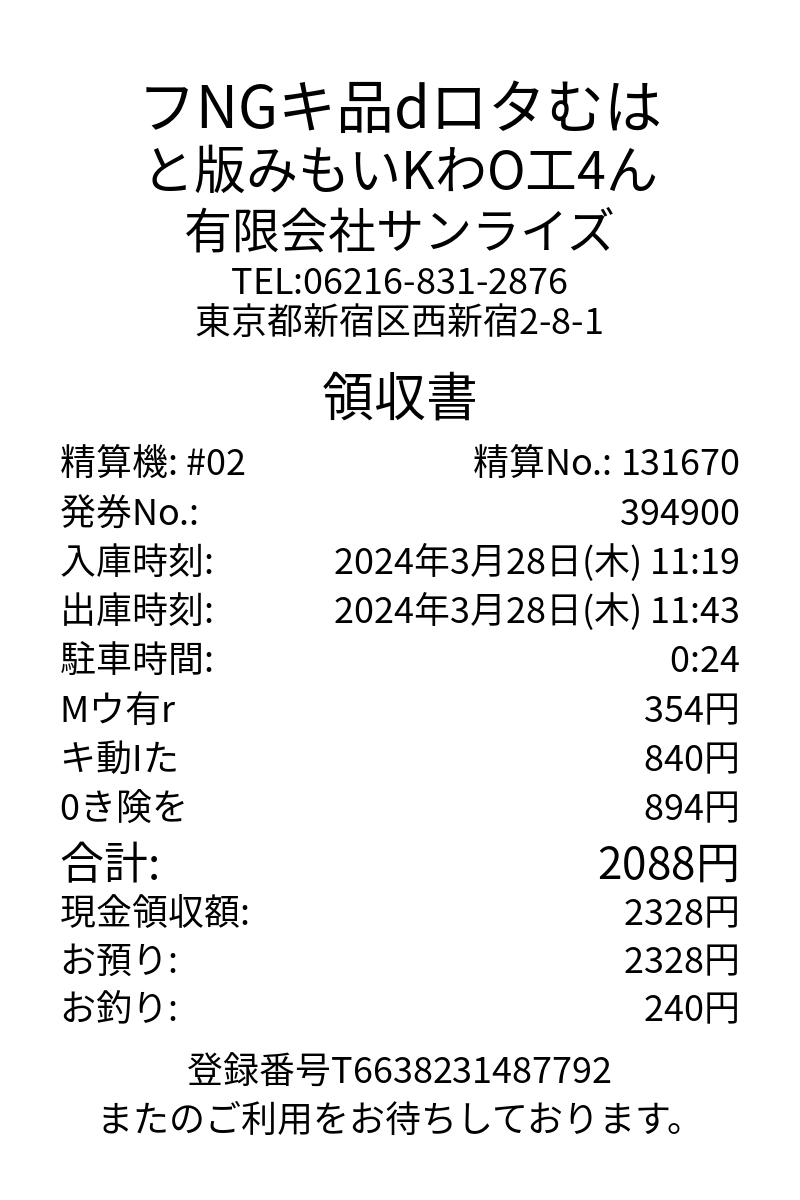 フNGキ品dロタむは
と版みもいKわO工4ん
有限会社サンライズ
TEL:06216-831-2876
東京都新宿区西新宿2-8-1
領収書
精算機: #02 精算No.: 131670
発券No.: 394900
入庫時刻: 2024年3月28日(木) 11:19
出庫時刻: 2024年3月28日(木) 11:43
駐車時間: 0:24
Mウ有r 354円
キ動Iた 840円
0き険を 894円
合計: 2088円
現金領収額: 2328円
お預り: 2328円
お釣り: 240円
登録番号T6638231487792
またのご利用をお待ちしております。